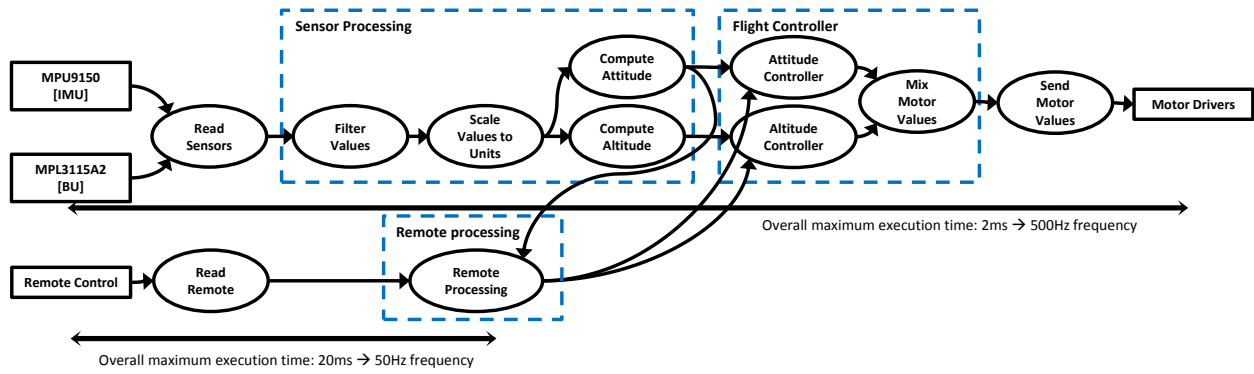 Sensor Processing
Flight Controller
MPU9150
[IMU]
Compute
Attitude
Attitude
Controller
Read
Sensors
Filter
Values
Scale
Values to
Units
Compute
Altitude
Altitude
Controller
Mix
Motor
Values
Send
Motor
Values
Motor Drivers
MPL3115A2
[BU]
Overall maximum execution time: 2ms → 500Hz frequency
Remote processing
Remote Control
Read
Remote
Remote
Processing
Overall maximum execution time: 20ms → 50Hz frequency